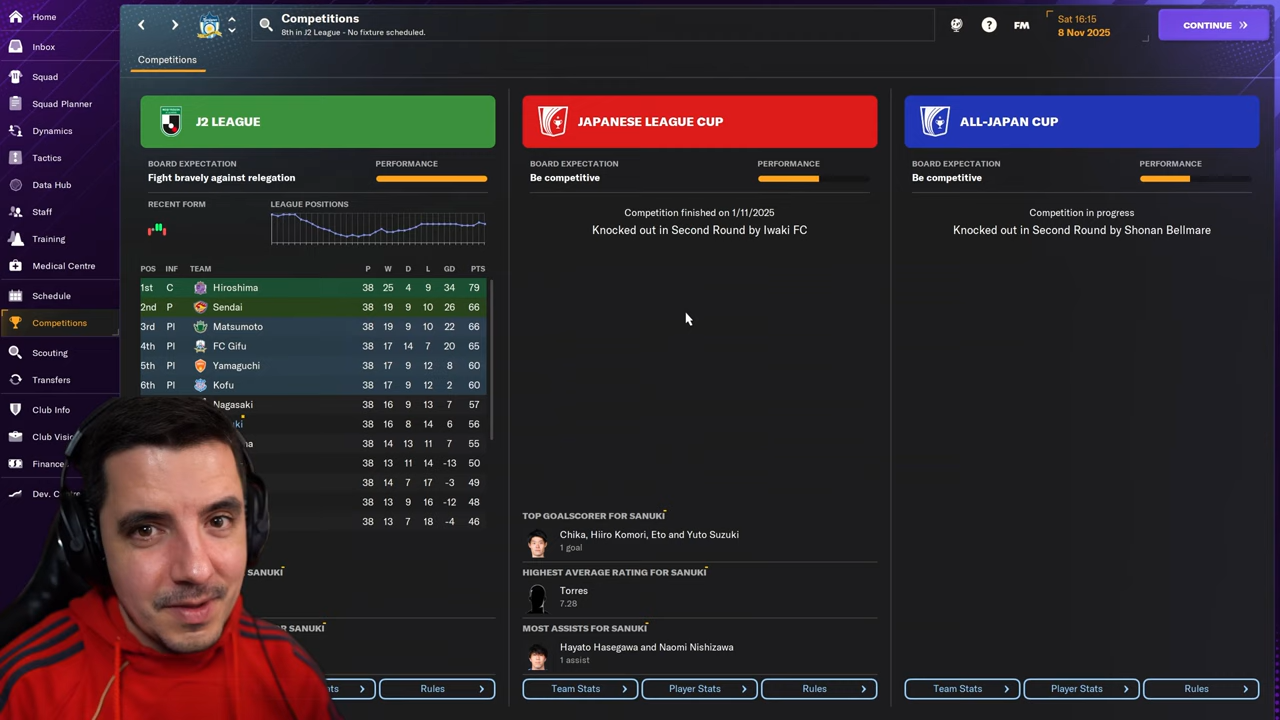 Home
Inbox
Squad
Squad Planner
Dynamics
Tactics
Data Hub
Staff
Training
Medical Centre
Schedule
Competitions
Scouting
Transfers
Club Info
Club
Finance
Dev.
Competitions
8th in J2 League - No fixture scheduled.
?
FM
Sat 16:15
8 Nov 2025
CONTINUE
Competitions
J2 LEAGUE
BOARD EXPECTATION PERFORMANCE
Fight bravely against relegation
RECENT FORM LEAGUE POSITIONS
POS INF TEAM P W D L GD PTS
1st C Hiroshima 38 25 4 9 34 79
2nd P Sendai 38 19 9 10 26 66
3rd Pl Matsumoto 38 19 9 10 22 66
4th Pl FC Gifu 38 17 14 7 20 65
5th Pl Yamaguchi 38 17 9 12 8 60
6th Pl Kofu 38 17 9 12 2 60
Nagasaki 38 16 9 13 7 57
38 16 8 14 6 56
38 14 13 11 7 55
38 13 11 14 -13 50
38 14 7 17 -3 49
38 13 9 16 -12 48
38 13 7 18 -4 46
SANUKI
SANUKI
Rules
JAPANESE LEAGUE CUP
BOARD EXPECTATION PERFORMANCE
Be competitive
Competition finished on 1/11/2025
Knocked out in Second Round by Iwaki FC
TOP GOALSCORER FOR SANUKI
Chika, Hiiro Komori, Eto and Yuto Suzuki
1 goal
HIGHEST AVERAGE RATING FOR SANUKI
Torres
7.28
MOST ASSISTS FOR SANUKI
Hayato Hasegawa and Naomi Nishizawa
1 assist
Team Stats Player Stats Rules
ALL-JAPAN CUP
BOARD EXPECTATION PERFORMANCE
Be competitive
Competition in progress
Knocked out in Second Round by Shonan Bellmare
Team Stats Player Stats Rules